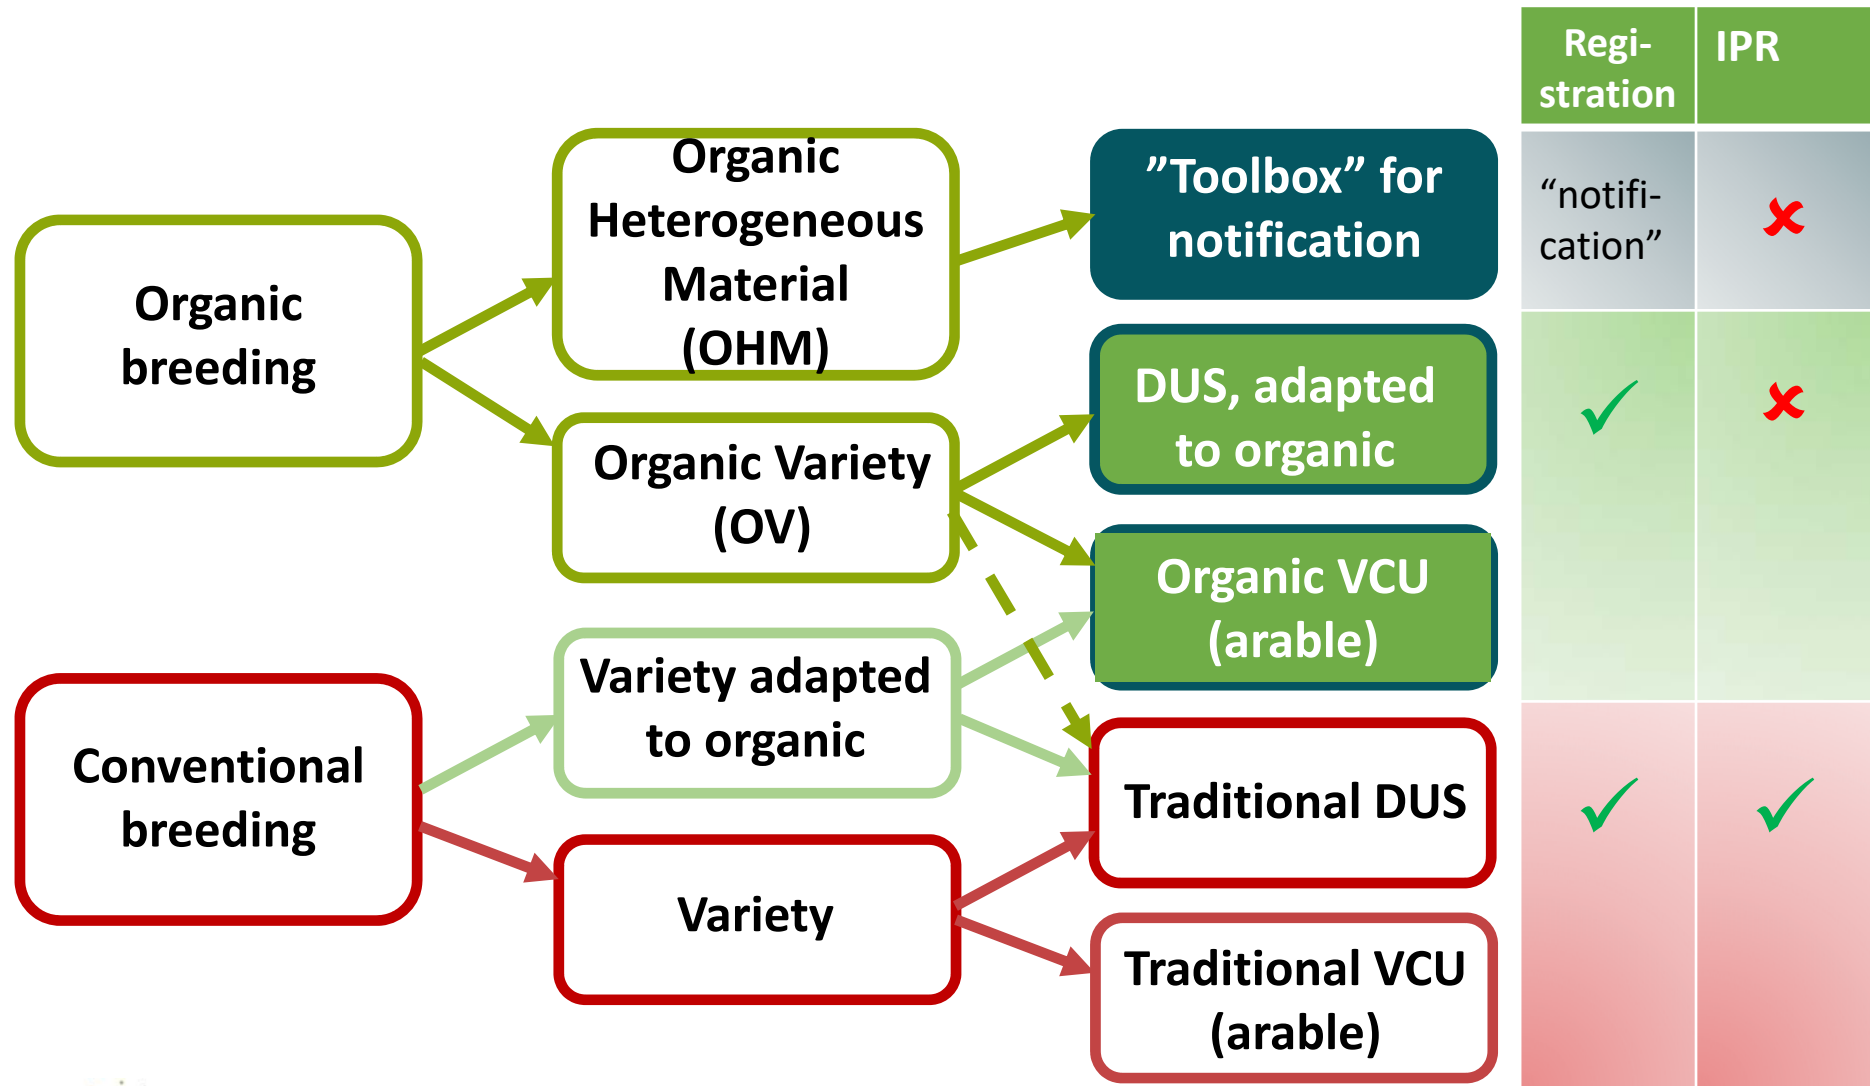 Organic
breeding
Conventional
breeding
Organic
Heterogeneous
Material
(OHM)
Organic Variety
(OV)
Variety adapted
to organic
Variety
”Toolbox” for
notification
DUS, adapted
to organic
Organic VCU
(arable)
Traditional DUS
Traditional VCU
(arable)
Regi-
stration
IPR
“notifi-
cation”